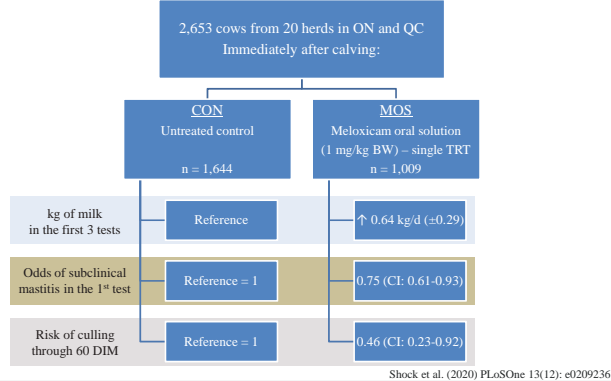 2,653 cows from 20 herds in ON and QC
Immediately after calving:
CON
Untreated control
n = 1,644
MOS
Meloxicam oral solution
(1 mg/kg BW) – single TRT
n = 1,009
kg of milk
in the first 3 tests
Reference
↑ 0.64 kg/d (±0.29)
Odds of subclinical
mastitis in the 1st test
Reference = 1
0.75 (CI: 0.61-0.93)
Risk of culling
through 60 DIM
Reference = 1
0.46 (CI: 0.23-0.92)
Shock et al. (2020) PLoSOne 13(12): e0209236